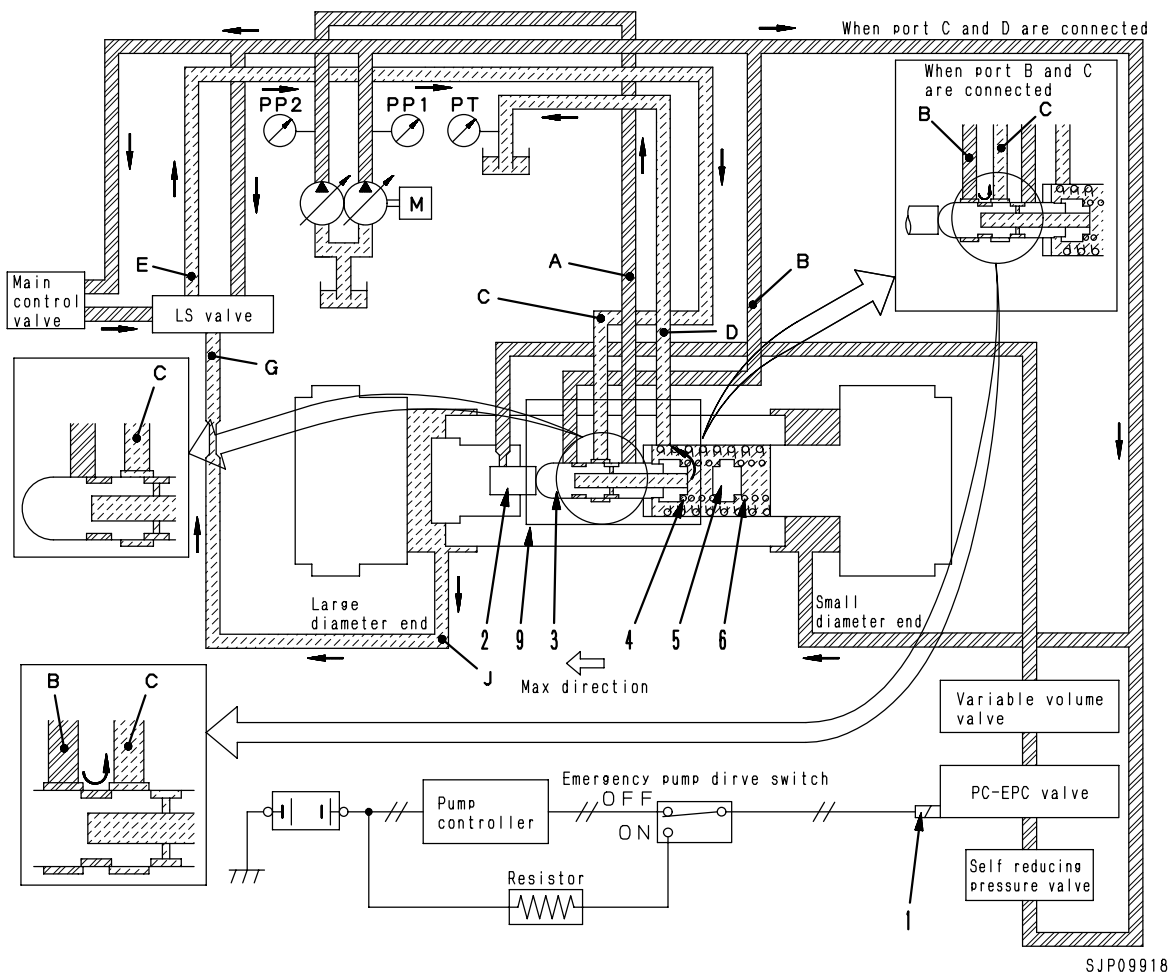 When port C and D are connected
When port B and C
are connected
B
C
PP2
PP1
PT
M
E
A
B
C
D
Main
control
valve
LS valve
G
C
Large
diameter end
Small
diameter end
2
9
3
4
5
6
J
Max direction
B
C
Variable volume
valve
Emergency pump dirve switch
OFF
ON
Pump
controller
PC-EPC valve
Resistor
Self reducing
pressure valve
1
SJP09918